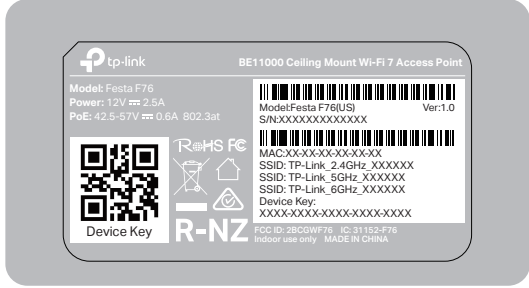 tp-link
BE11000 Ceiling Mount Wi-Fi 7 Access Point
Model: Festa F76
Power: 12V ⎓ 2.5A
PoE: 42.5-57V ⎓ 0.6A 802.3at
Model:Festa F76(US) Ver:1.0
S/N:XXXXXXXXXXXXX
MAC:XX-XX-XX-XX-XX-XX
SSID: TP-Link_2.4GHz_XXXXXX
SSID: TP-Link_5GHz_XXXXXX
SSID: TP-Link_6GHz_XXXXXX
Device Key:
XXXX-XXXX-XXXX-XXXX-XXXX
RoHS FC
Device Key
R-NZ
FCC ID: 2BCGWF76 IC: 31152-F76
Indoor use only MADE IN CHINA